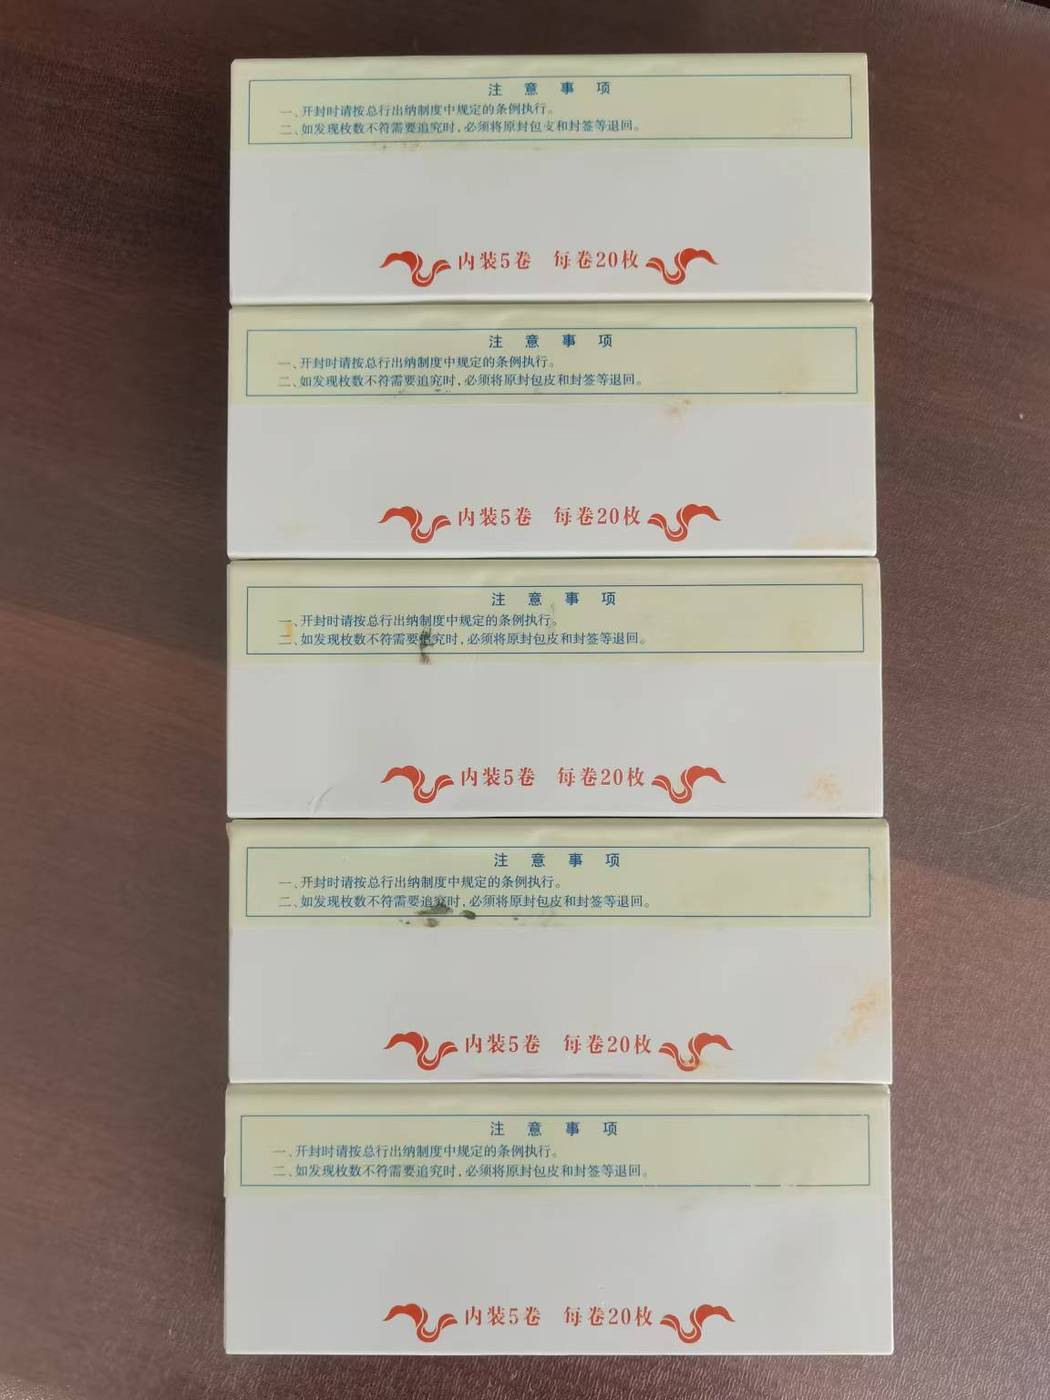 注意事项
一、开封时请按总行出纳制度中规定的条例执行。
二、如发现枚数不符需要追究时，必须将原封包皮和封签等退回。
内装5卷 每卷20枚
注意事项
一、开封时请按总行出纳制度中规定的条例执行。
二、如发现枚数不符需要追究时，必须将原封包皮和封签等退回。
内装5卷 每卷20枚
注意事项
一、开封时请按总行出纳制度中规定的条例执行。
二、如发现枚数不符需要追究时，必须将原封包皮和封签等退回。
内装5卷 每卷20枚
注意事项
一、开封时请按总行出纳制度中规定的条例执行。
二、如发现枚数不符需要追究时，必须将原封包皮和封签等退回。
内装5卷 每卷20枚
注意事项
一、开封时请按总行出纳制度中规定的条例执行。
二、如发现枚数不符需要追究时，必须将原封包皮和封签等退回。
内装5卷 每卷20枚